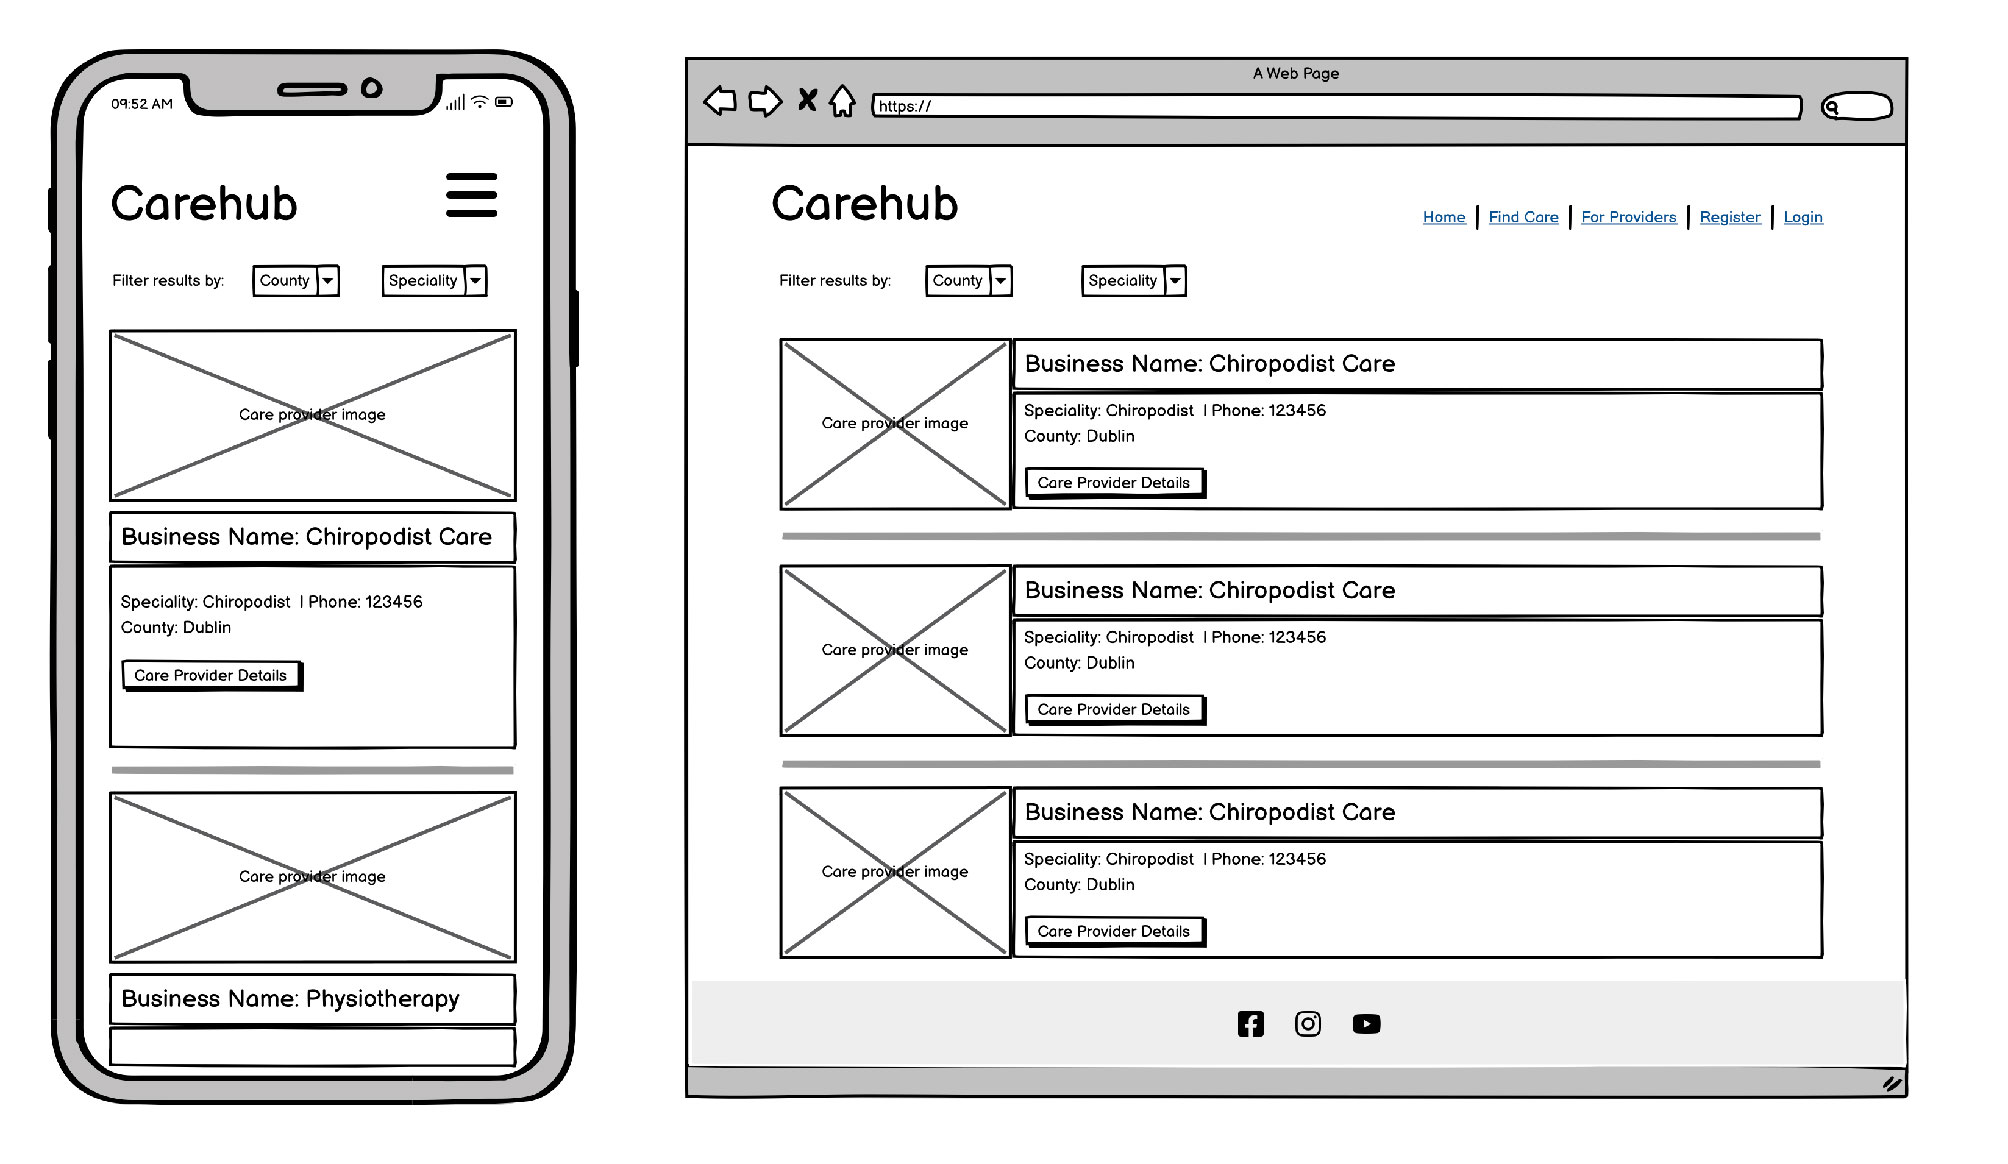 09:52 AM
Carehub
Filter results by: County Speciality
Care provider image
Business Name: Chiropodist Care
Speciality: Chiropodist | Phone: 123456
County: Dublin
Care Provider Details
Care provider image
Business Name: Physiotherapy
A Web Page
https://
Carehub
Home | Find Care | For Providers | Register | Login
Filter results by: County Speciality
Care provider image
Business Name: Chiropodist Care
Speciality: Chiropodist | Phone: 123456
County: Dublin
Care Provider Details
Care provider image
Business Name: Chiropodist Care
Speciality: Chiropodist | Phone: 123456
County: Dublin
Care Provider Details
Care provider image
Business Name: Chiropodist Care
Speciality: Chiropodist | Phone: 123456
County: Dublin
Care Provider Details